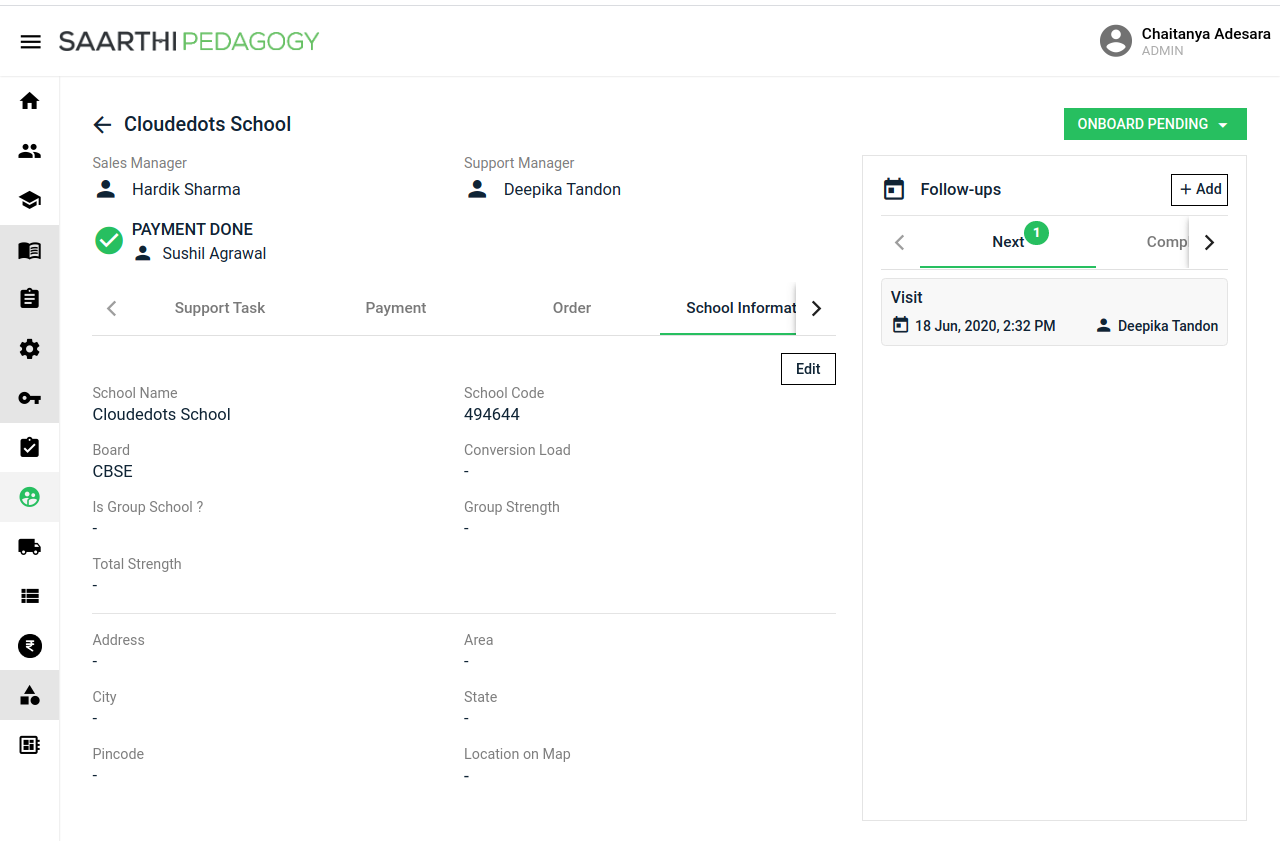 SAARTHI PEDAGOGY
Chaitanya Adesara
ADMIN
Cloudedots School
ONBOARD PENDING
Sales Manager
Hardik Sharma
Support Manager
Deepika Tandon
PAYMENT DONE
Sushil Agrawal
Support Task
Payment
Order
School Informat
Edit
School Name
Cloudedots School
School Code
494644
Board
CBSE
Conversion Load
-
Is Group School ?
-
Group Strength
-
Total Strength
-
Address
-
Area
-
City
-
State
-
Pincode
-
Location on Map
-
Follow-ups
+ Add
Next 1
Comp
Visit
18 Jun, 2020, 2:32 PM
Deepika Tandon